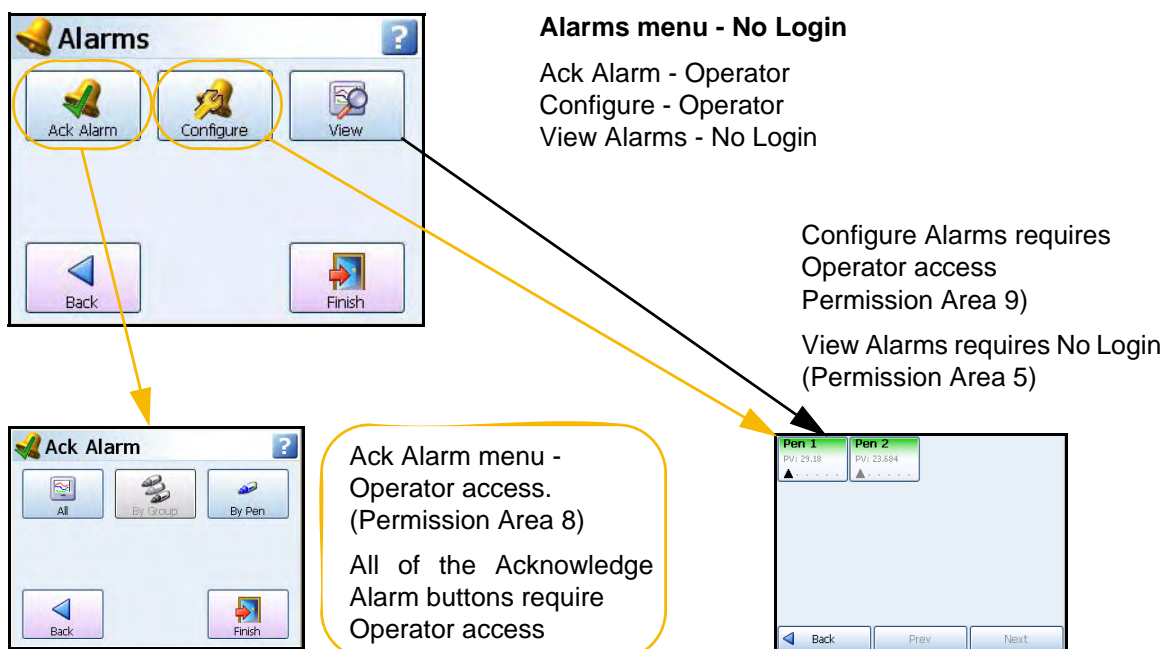 Alarms
?
Ack Alarm
Configure
View
Back
Finish
Alarms menu - No Login
Ack Alarm - Operator
Configure - Operator
View Alarms - No Login
Configure Alarms requires
Operator access
Permission Area 9)
View Alarms requires No Login
(Permission Area 5)
Ack Alarm
?
All
By Group
By Pen
Back
Finish
Ack Alarm menu -
Operator access.
(Permission Area 8)
All of the Acknowledge
Alarm buttons require
Operator access
Pen 1
PV: 29.18
Pen 2
PV: 23.684
Back
Prev
Next